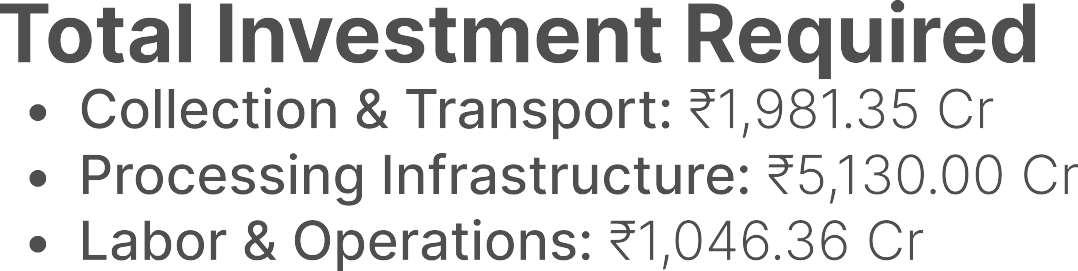 Total Investment Required
• Collection & Transport: ₹1,981.35 Cr
• Processing Infrastructure: ₹5,130.00 Cr
• Labor & Operations: ₹1,046.36 Cr